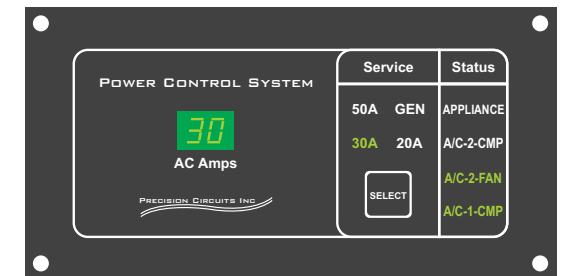 POWER CONTROL SYSTEM
30
AC Amps
PRECISION CIRCUITS INC
Service
50A GEN
30A 20A
SELECT
Status
APPLIANCE
A/C-2-CMP
A/C-2-FAN
A/C-1-CMP